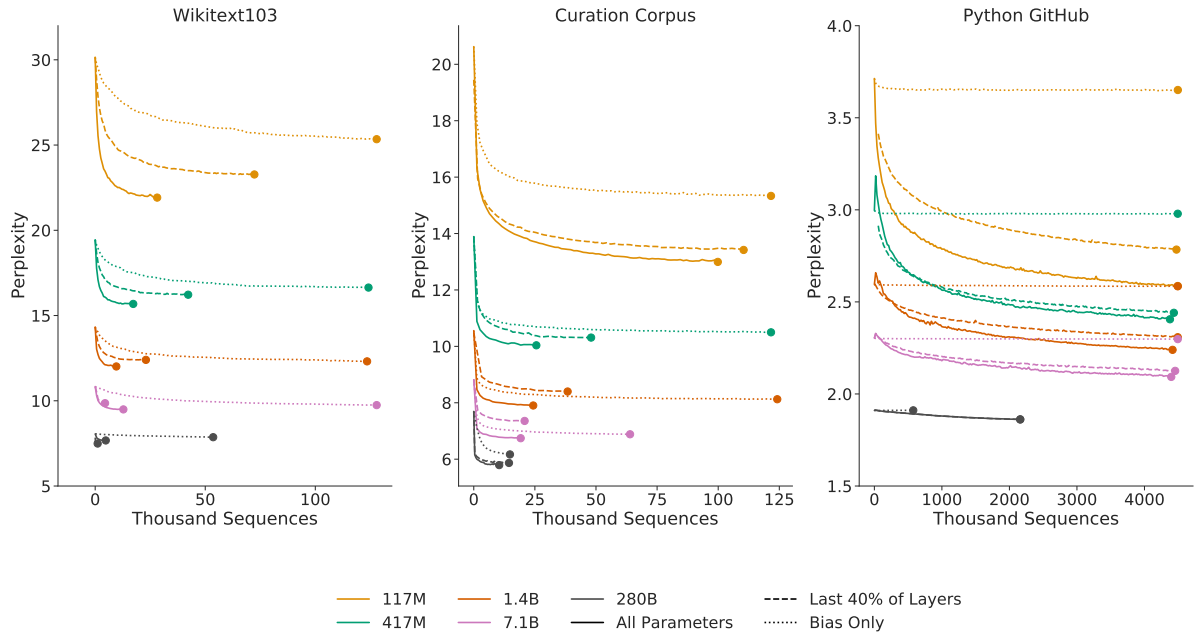 Wikitext103
Curation Corpus
Python GitHub
Perplexity
30
25
20
15
10
5
0
50
100
Thousand Sequences
Perplexity
20
18
16
14
12
10
8
6
0
25
50
75
100
125
Thousand Sequences
Perplexity
4.0
3.5
3.0
2.5
2.0
1.5
0
1000
2000
3000
4000
Thousand Sequences
117M
417M
1.4B
7.1B
280B
All Parameters
Last 40% of Layers
Bias Only